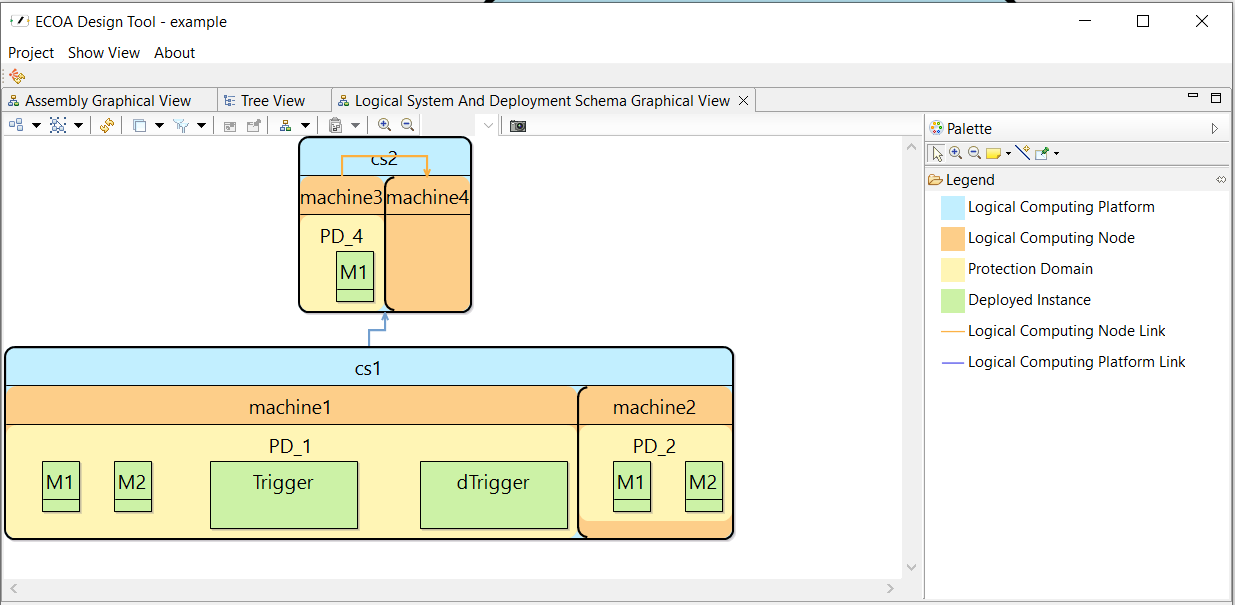 ECOA Design Tool - example
Project Show View About
Assembly Graphical View
Tree View
Logical System And Deployment Schema Graphical View
Palette
Legend
Logical Computing Platform
Logical Computing Node
Protection Domain
Deployed Instance
Logical Computing Node Link
Logical Computing Platform Link
cs2
machine3 machine4
PD_4
M1
cs1
machine1 machine2
PD_1 PD_2
M1 M2 Trigger dTrigger M1 M2